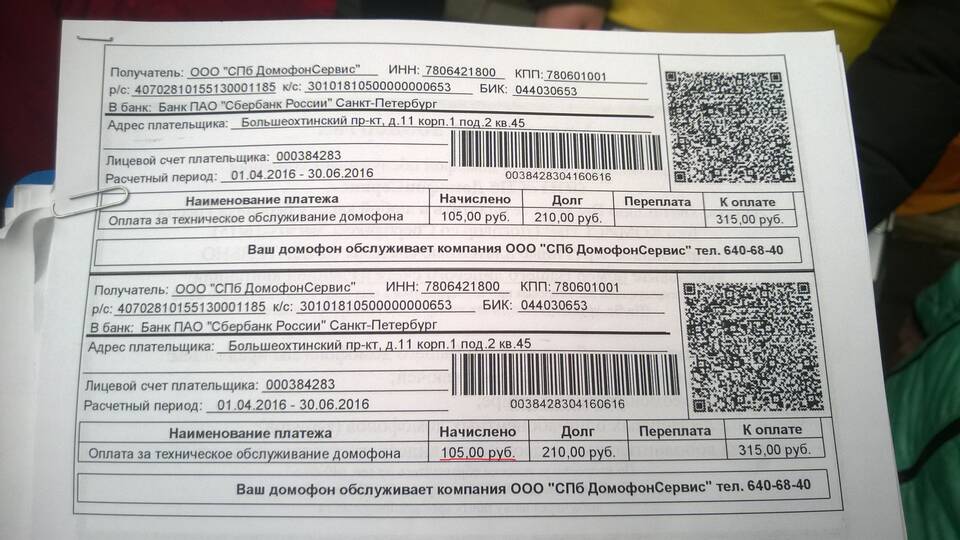 Получатель: ООО "СПб ДомофонСервис" ИНН: 7806421800 КПП: 780601001
р/с: 40702810155130001185 к/с: 30101810500000000653 БИК: 044030653
В банк: Банк ПАО "Сбербанк России" Санкт-Петербург
Адрес плательщика: Большеохтинский пр-кт, д.11 корп.1 под.2 кв.45
Лицевой счет плательщика: 000384283
Расчетный период: 01.04.2016 - 30.06.2016
0038428304160616
Наименование платежа Начислено Долг Переплата К оплате
Оплата за техническое обслуживание домофона 105,00 руб. 210,00 руб. 315,00 руб.
Ваш домофон обслуживает компания ООО "СПб ДомофонСервис" тел. 640-68-40
Получатель: ООО "СПб ДомофонСервис" ИНН: 7806421800 КПП: 780601001
р/с: 40702810155130001185 к/с: 30101810500000000653 БИК: 044030653
В банк: Банк ПАО "Сбербанк России" Санкт-Петербург
Адрес плательщика: Большеохтинский пр-кт, д.11 корп.1 под.2 кв.45
Лицевой счет плательщика: 000384283
Расчетный период: 01.04.2016 - 30.06.2016
0038428304160616
Наименование платежа Начислено Долг Переплата К оплате
Оплата за техническое обслуживание домофона 105,00 руб. 210,00 руб. 315,00 руб.
Ваш домофон обслуживает компания ООО "СПб ДомофонСервис" тел. 640-68-40